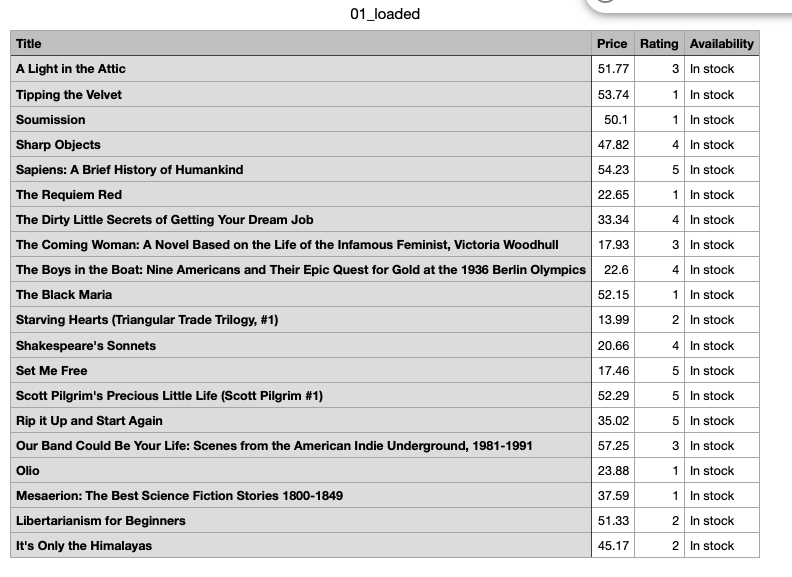 01_loaded
Title Price Rating Availability
A Light in the Attic 51.77 3 In stock
Tipping the Velvet 53.74 1 In stock
Soumission 50.1 1 In stock
Sharp Objects 47.82 4 In stock
Sapiens: A Brief History of Humankind 54.23 5 In stock
The Requiem Red 22.65 1 In stock
The Dirty Little Secrets of Getting Your Dream Job 33.34 4 In stock
The Coming Woman: A Novel Based on the Life of the Infamous Feminist, Victoria Woodhull 17.93 3 In stock
The Boys in the Boat: Nine Americans and Their Epic Quest for Gold at the 1936 Berlin Olympics 22.6 4 In stock
The Black Maria 52.15 1 In stock
Starving Hearts (Triangular Trade Trilogy, #1) 13.99 2 In stock
Shakespeare's Sonnets 20.66 4 In stock
Set Me Free 17.46 5 In stock
Scott Pilgrim's Precious Little Life (Scott Pilgrim #1) 52.29 5 In stock
Rip it Up and Start Again 35.02 5 In stock
Our Band Could Be Your Life: Scenes from the American Indie Underground, 1981-1991 57.25 3 In stock
Olio 23.88 1 In stock
Mesaerion: The Best Science Fiction Stories 1800-1849 37.59 1 In stock
Libertarianism for Beginners 51.33 2 In stock
It's Only the Himalayas 45.17 2 In stock